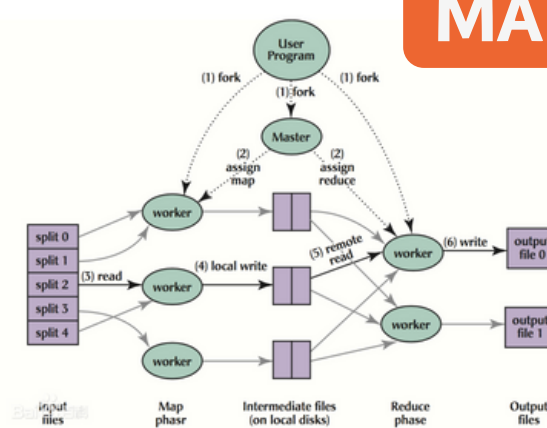 MA
User
Program
(1) fork
(1) fork
(1) fork
Master
(2)
assign
map
(2)
assign
reduce
worker
split 0
split 1
split 2
split 3
split 4
(3) read
worker
(4) local write
(5) remote
read
worker
(6) write
outpu
file 0
worker
output
file 1
worker
Input
files
Map
phasr
Intermediate files
(on local disks)
Reduce
phase
Output
files